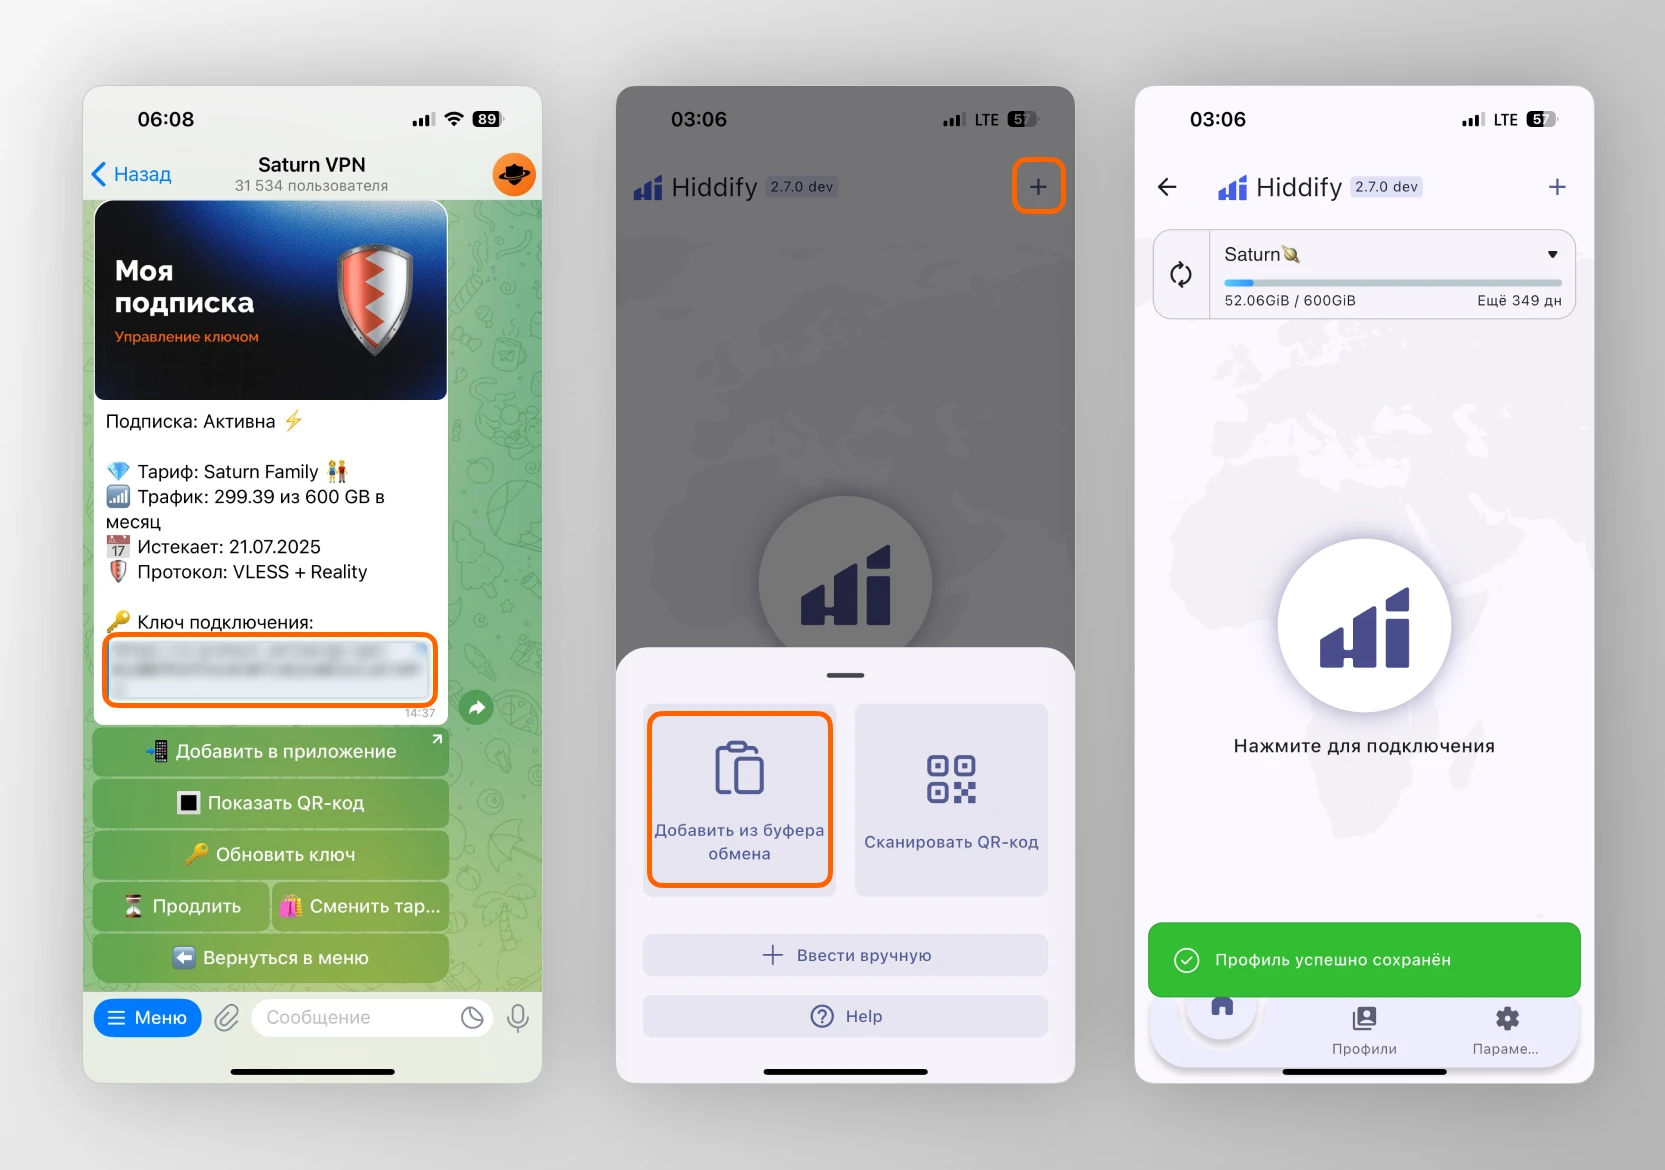 06:08
89
Назад
Saturn VPN
31 534 пользователя
Моя
подписка
Управление ключом
Подписка: Активна
Тариф: Saturn Family
Трафик: 299.39 из 600 GB в
месяц
17
Истекает: 21.07.2025
Протокол: VLESS + Reality
Ключ подключения:
14:37
Добавить в приложение
Показать QR-код
Обновить ключ
Продлить
Сменить тар...
Вернуться в меню
Меню
Сообщение
03:06
LTE
57
Hiddify
2.7.0 dev
Добавить из буфера
обмена
Сканировать QR-код
Ввести вручную
Help
03:06
LTE
57
Hiddify
2.7.0 dev
Saturn
52.06GiB / 600GiB
Ещё 349 дн
Нажмите для подключения
Профиль успешно сохранён
Профили
Параме...